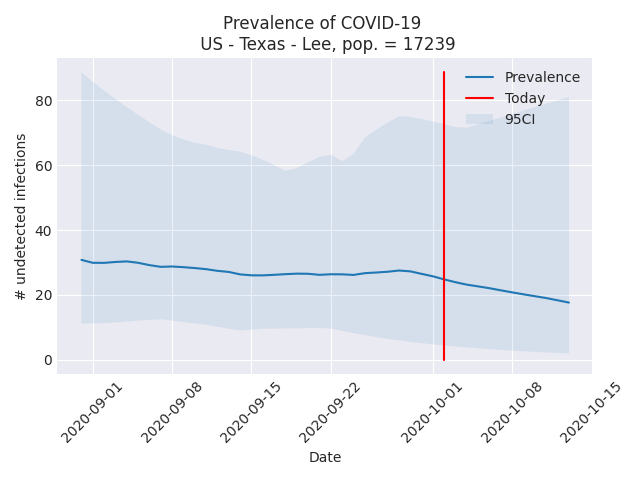 Prevalence of COVID-19
US - Texas - Lee, pop. = 17239
Prevalence
Today
95CI
# undetected infections
80
60
40
20
0
2020-09-01
2020-09-08
2020-09-15
2020-09-22
2020-10-01
2020-10-08
2020-10-15
Date